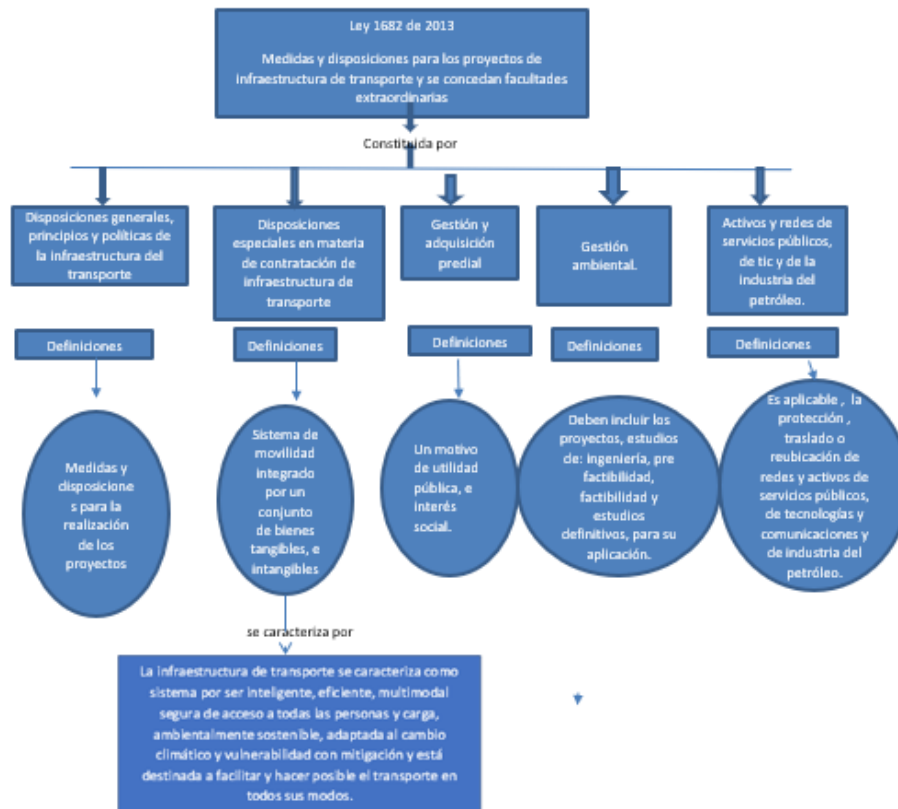 Ley 1682 de 2013
Medidas y disposiciones para los proyectos de
infraestructura de transporte y se concedan facultades
extraordinarias
Constituida por
Disposiciones generales,
principios y políticas de
la infraestructura del
transporte
Disposiciones
especiales en materia
de contratación de
infraestructura de
transporte
Gestión y
adquisición
predial
Gestión
ambiental.
Activos y redes de
servicios públicos,
de tic y de la
industria del
petróleo.
Definiciones
Definiciones
Definiciones
Definiciones
Definiciones
Medidas y
disposicione
s para la
realización
de los
proyectos
Sistema de
movilidad
integrado
por un
conjunto
de bienes
tangibles, e
intangibles
Un motivo
de utilidad
pública, e
interés
social.
Deben incluir los
proyectos, estudios
de: ingeniería, pre
factibilidad,
factibilidad y
estudios
definitivos, para su
aplicación.
Es aplicable , la
protección ,
traslado o
reubicación de
redes y activos de
servicios públicos,
de tecnologías y
comunicaciones y
de industria del
petróleo.
se caracteriza por
La infraestructura de transporte se caracteriza como
sistema por ser inteligente, eficiente, multimodal
segura de acceso a todas las personas y carga,
ambientalmente sostenible, adaptada al cambio
climático y vulnerabilidad con mitigación y está
destinada a facilitar y hacer posible el transporte en
todos sus modos.